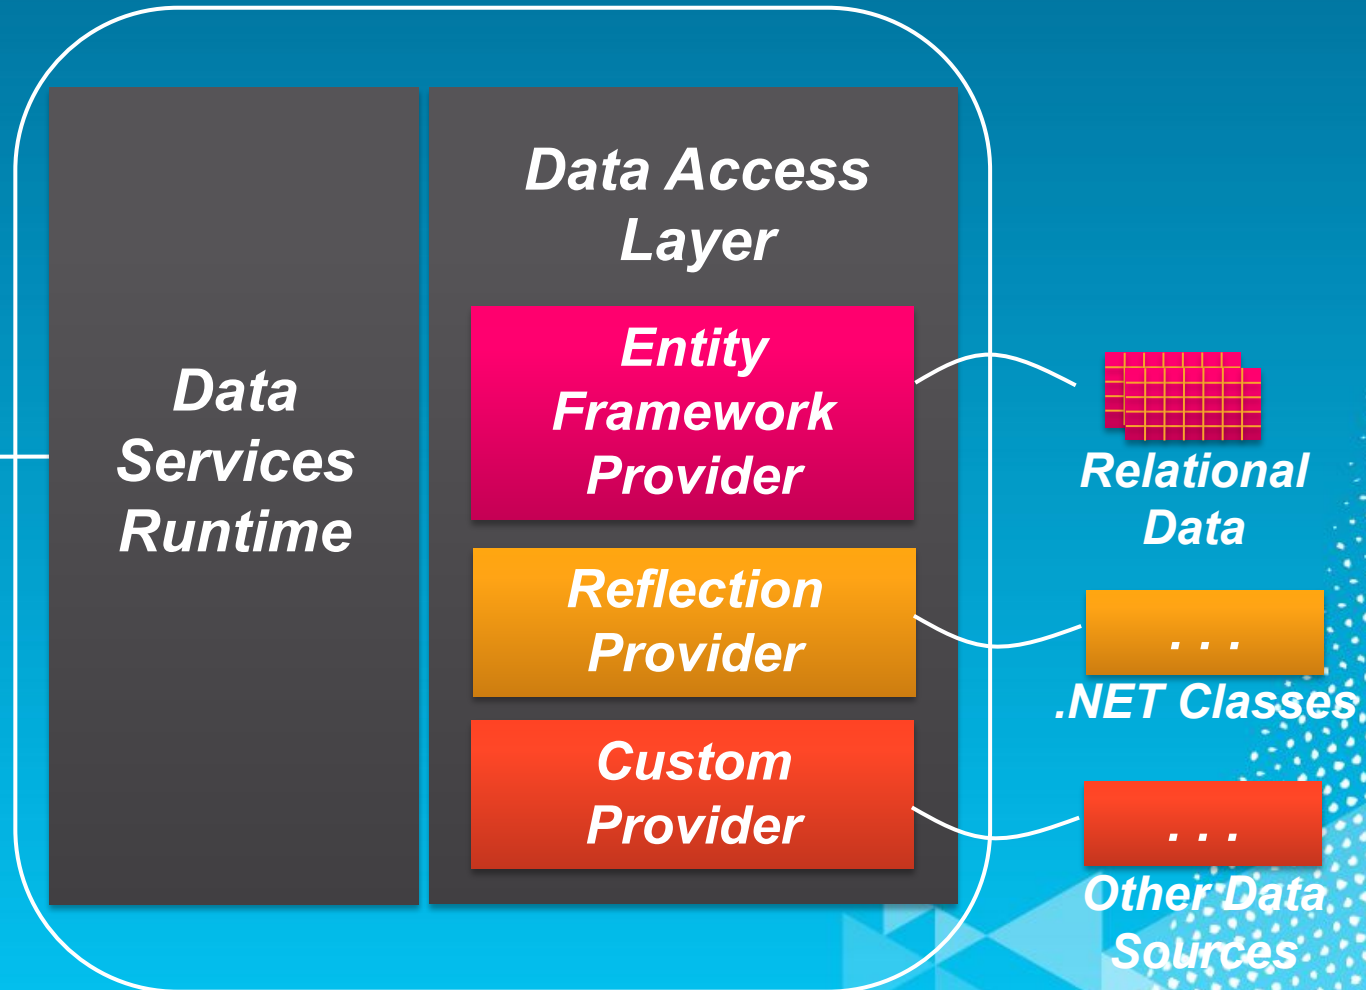 Data
Services
Runtime
Data Access
Layer
Entity
Framework
Provider
Reflection
Provider
Custom
Provider
Relational
Data
. . .
.NET Classes
. . .
Other Data
Sources